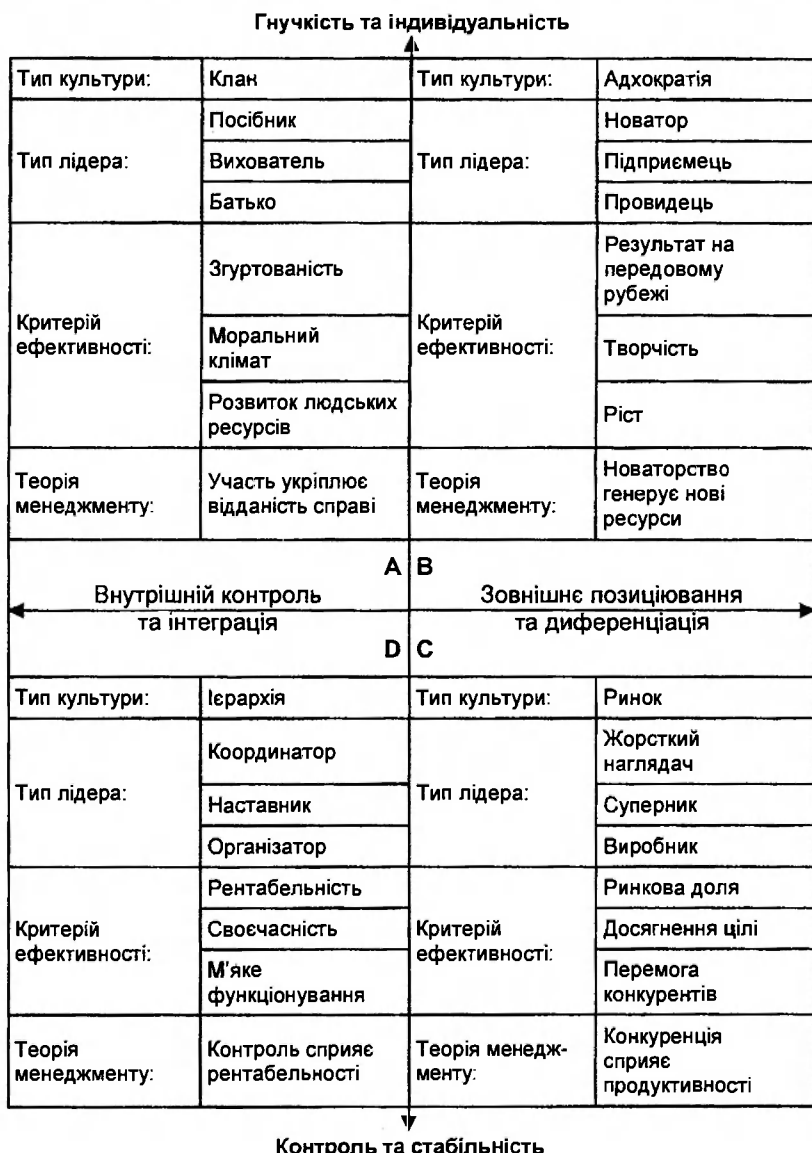 Гнучкість та індивідуальність
Тип культури: Клан Тип культури: Адхократія
Тип лідера: Посібник Тип лідера: Новатор
Вихователь Підприємець
Батько Провидець
Критерій
ефективності:
Згуртованість
Критерій
ефективності:
Результат на
передовому
рубежі
Моральний
клімат
Творчість
Розвиток людських
ресурсів
Ріст
Теорія
менеджменту:
Участь укріплює
відданість справі
Теорія
менеджменту:
Новаторство
генерує нові
ресурси
A B
Внутрішній контроль
та інтеграція
Зовнішнє позиціювання
та диференціація
D C
Тип культури: Ієрархія Тип культури: Ринок
Тип лідера: Координатор Тип лідера: Жорсткий
наглядач
Наставник Суперник
Організатор Виробник
Критерій
ефективності:
Рентабельність
Критерій
ефективності:
Ринкова доля
Своєчасність Досягнення цілі
М'яке
функціонування
Перемога
конкурентів
Теорія
менеджменту:
Контроль сприяє
рентабельності
Теорія менедж-
менту:
Конкуренція
сприяє
продуктивності
Контроль та стабільність